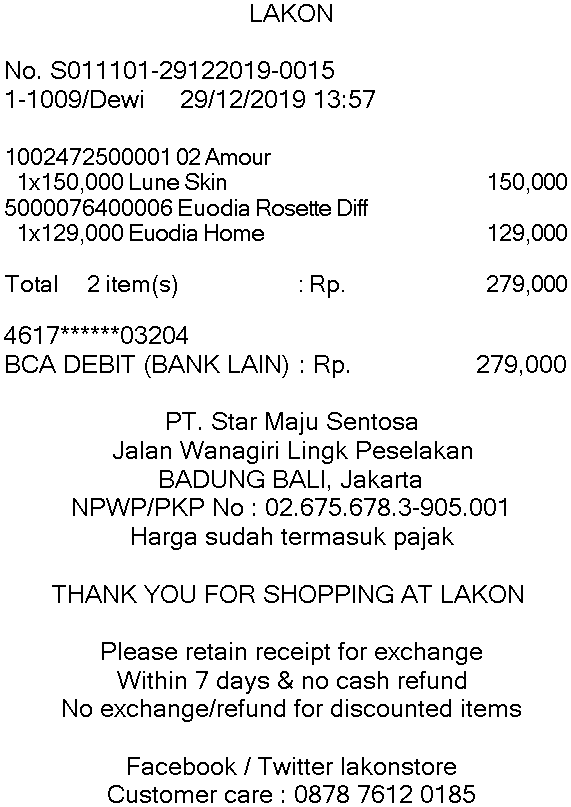 LAKON
No. S011101-29122019-0015
1-1009/Dewi 29/12/2019 13:57
1002472500001 02 Amour
1x150,000 Lune Skin 150,000
5000076400006 Euodia Rosette Diff
1x129,000 Euodia Home 129,000
Total 2 item(s) : Rp. 279,000
4617******03204
BCA DEBIT (BANK LAIN) : Rp. 279,000
PT. Star Maju Sentosa
Jalan Wanagiri Lingk Peselakan
BADUNG BALI, Jakarta
NPWP/PKP No : 02.675.678.3-905.001
Harga sudah termasuk pajak
THANK YOU FOR SHOPPING AT LAKON
Please retain receipt for exchange
Within 7 days & no cash refund
No exchange/refund for discounted items
Facebook / Twitter lakonstore
Customer care : 0878 7612 0185